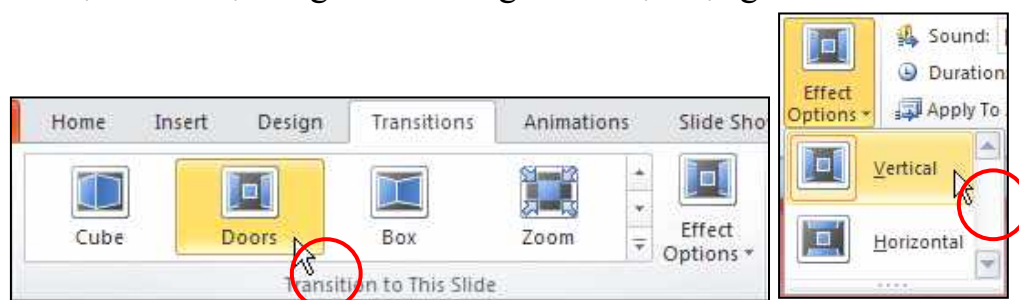 Home Insert Design Transitions Animations Slide Sho
Cube Doors Box Zoom Effect Options
Transition to This Slide
Sound:
Duration
Effect
Options
Apply To
Vertical
Horizontal